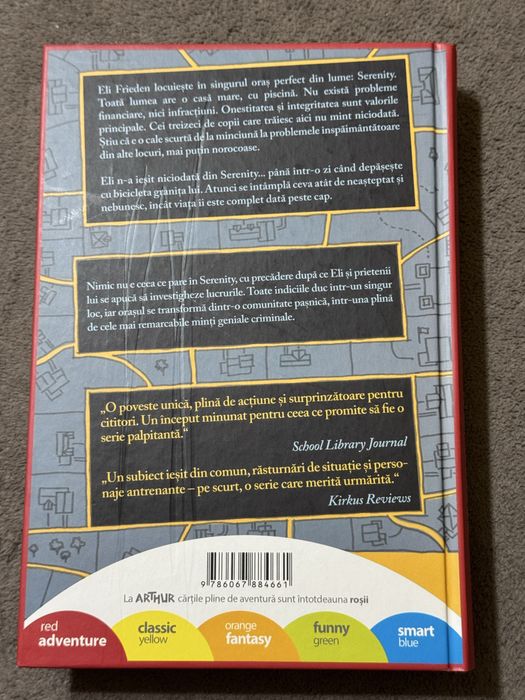 Eli Frieden locuiește în singurul oraș perfect din lume: Serenity.
Toată lumea are o casă mare, cu piscină. Nu există probleme
financiare, nici infracțiuni. Onestitatea și integritatea sunt valorile
principale. Cei treizeci de copii care trăiesc aici nu mint niciodată.
Știu că e o cale scurtă de la minciună la problemele înspăimântătoare
din alte locuri, mai puțin norocoase.
Eli n-a ieșit niciodată din Serenity... până într-o zi când depășește
cu bicicleta granița lui. Atunci se întâmplă ceva atât de neașteptat și
nebunesc, încât viața îi este complet dată peste cap.
Nimic nu e ceea ce pare în Serenity, cu precădere după ce Eli și prietenii
lui se apucă să investigheze lucrurile. Toate indiciile duc într-un singur
loc, iar orașul se transformă dintr-o comunitate pașnică, într-una plină
de cele mai remarcabile minți geniale criminale.
„O poveste unică, plină de acțiune și surprinzătoare pentru
cititori. Un început minunat pentru ceea ce promite să fie o
serie palpitantă.“
School Library Journal
„Un subiect ieșit din comun, răsturnări de situație și perso-
naje antrenante – pe scurt, o serie care merită urmărită.“
Kirkus Reviews
9 786067 884661
La ARTHUR cărțile pline de aventură sunt întotdeauna roșii
red
adventure
classic
yellow
orange
fantasy
funny
green
smart
blue